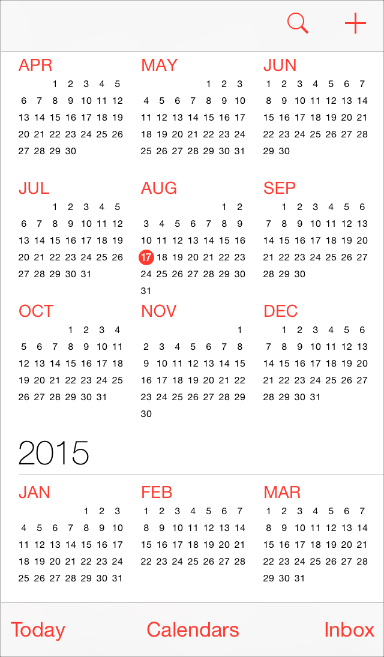 APR MAY JUN
1 2 3 4 5 1 2 3 1 2 3 4 5 6 7
6 7 8 9 10 11 12 4 5 6 7 8 9 10 8 9 10 11 12 13 14
13 14 15 16 17 18 19 11 12 13 14 15 16 17 15 16 17 18 19 20 21
20 21 22 23 24 25 26 18 19 20 21 22 23 24 22 23 24 25 26 27 28
27 28 29 30 25 26 27 28 29 30 31 29 30
JUL AUG SEP
1 2 3 4 5 1 2 1 2 3 4 5 6
6 7 8 9 10 11 12 3 4 5 6 7 8 9 7 8 9 10 11 12 13
13 14 15 16 17 18 19 10 11 12 13 14 15 16 14 15 16 17 18 19 20
20 21 22 23 24 25 26 17 18 19 20 21 22 23 21 22 23 24 25 26 27
27 28 29 30 31 24 25 26 27 28 29 30 28 29 30
31
OCT NOV DEC
1 2 3 4 1 1 2 3 4 5 6
5 6 7 8 9 10 11 2 3 4 5 6 7 8 7 8 9 10 11 12 13
12 13 14 15 16 17 18 9 10 11 12 13 14 15 14 15 16 17 18 19 20
19 20 21 22 23 24 25 16 17 18 19 20 21 22 21 22 23 24 25 26 27
26 27 28 29 30 31 23 24 25 26 27 28 29 28 29 30 31
30
2015
JAN FEB MAR
1 2 3 1 2 3 4 5 6 7 1 2 3 4 5 6 7
4 5 6 7 8 9 10 8 9 10 11 12 13 14 8 9 10 11 12 13 14
11 12 13 14 15 16 17 15 16 17 18 19 20 21 15 16 17 18 19 20 21
18 19 20 21 22 23 24 22 23 24 25 26 27 28 22 23 24 25 26 27 28
25 26 27 28 29 30 31 29 30 31
Today Calendars Inbox